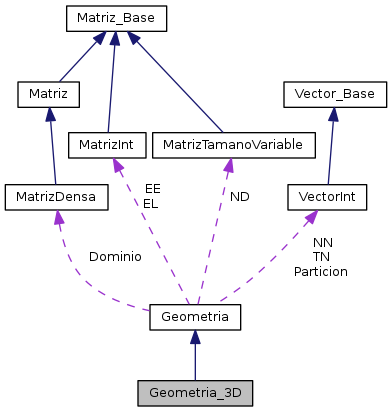 Matriz_Base
Matriz
Vector_Base
MatrizInt
MatrizTamanoVariable
MatrizDensa
EE
EL
ND
VectorInt
Dominio
NN
TN
Particion
Geometria
Geometria_3D